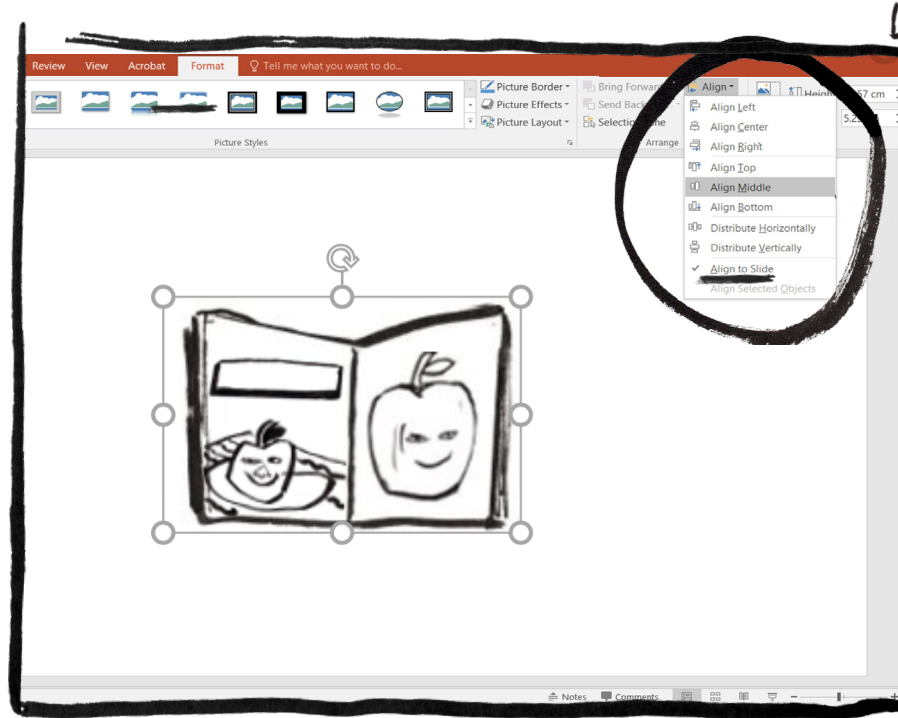 Review View Acrobat Format Tell me what you want to do...
Picture Border Bring Forward Align
Picture Effects Send Back
Picture Layout Selection
Picture Styles Arrange
Align Left
Align Center
Align Right
Align Top
Align Middle
Align Bottom
Distribute Horizontally
Distribute Vertically
Align to Slide
Align Selected Objects
Notes Comments